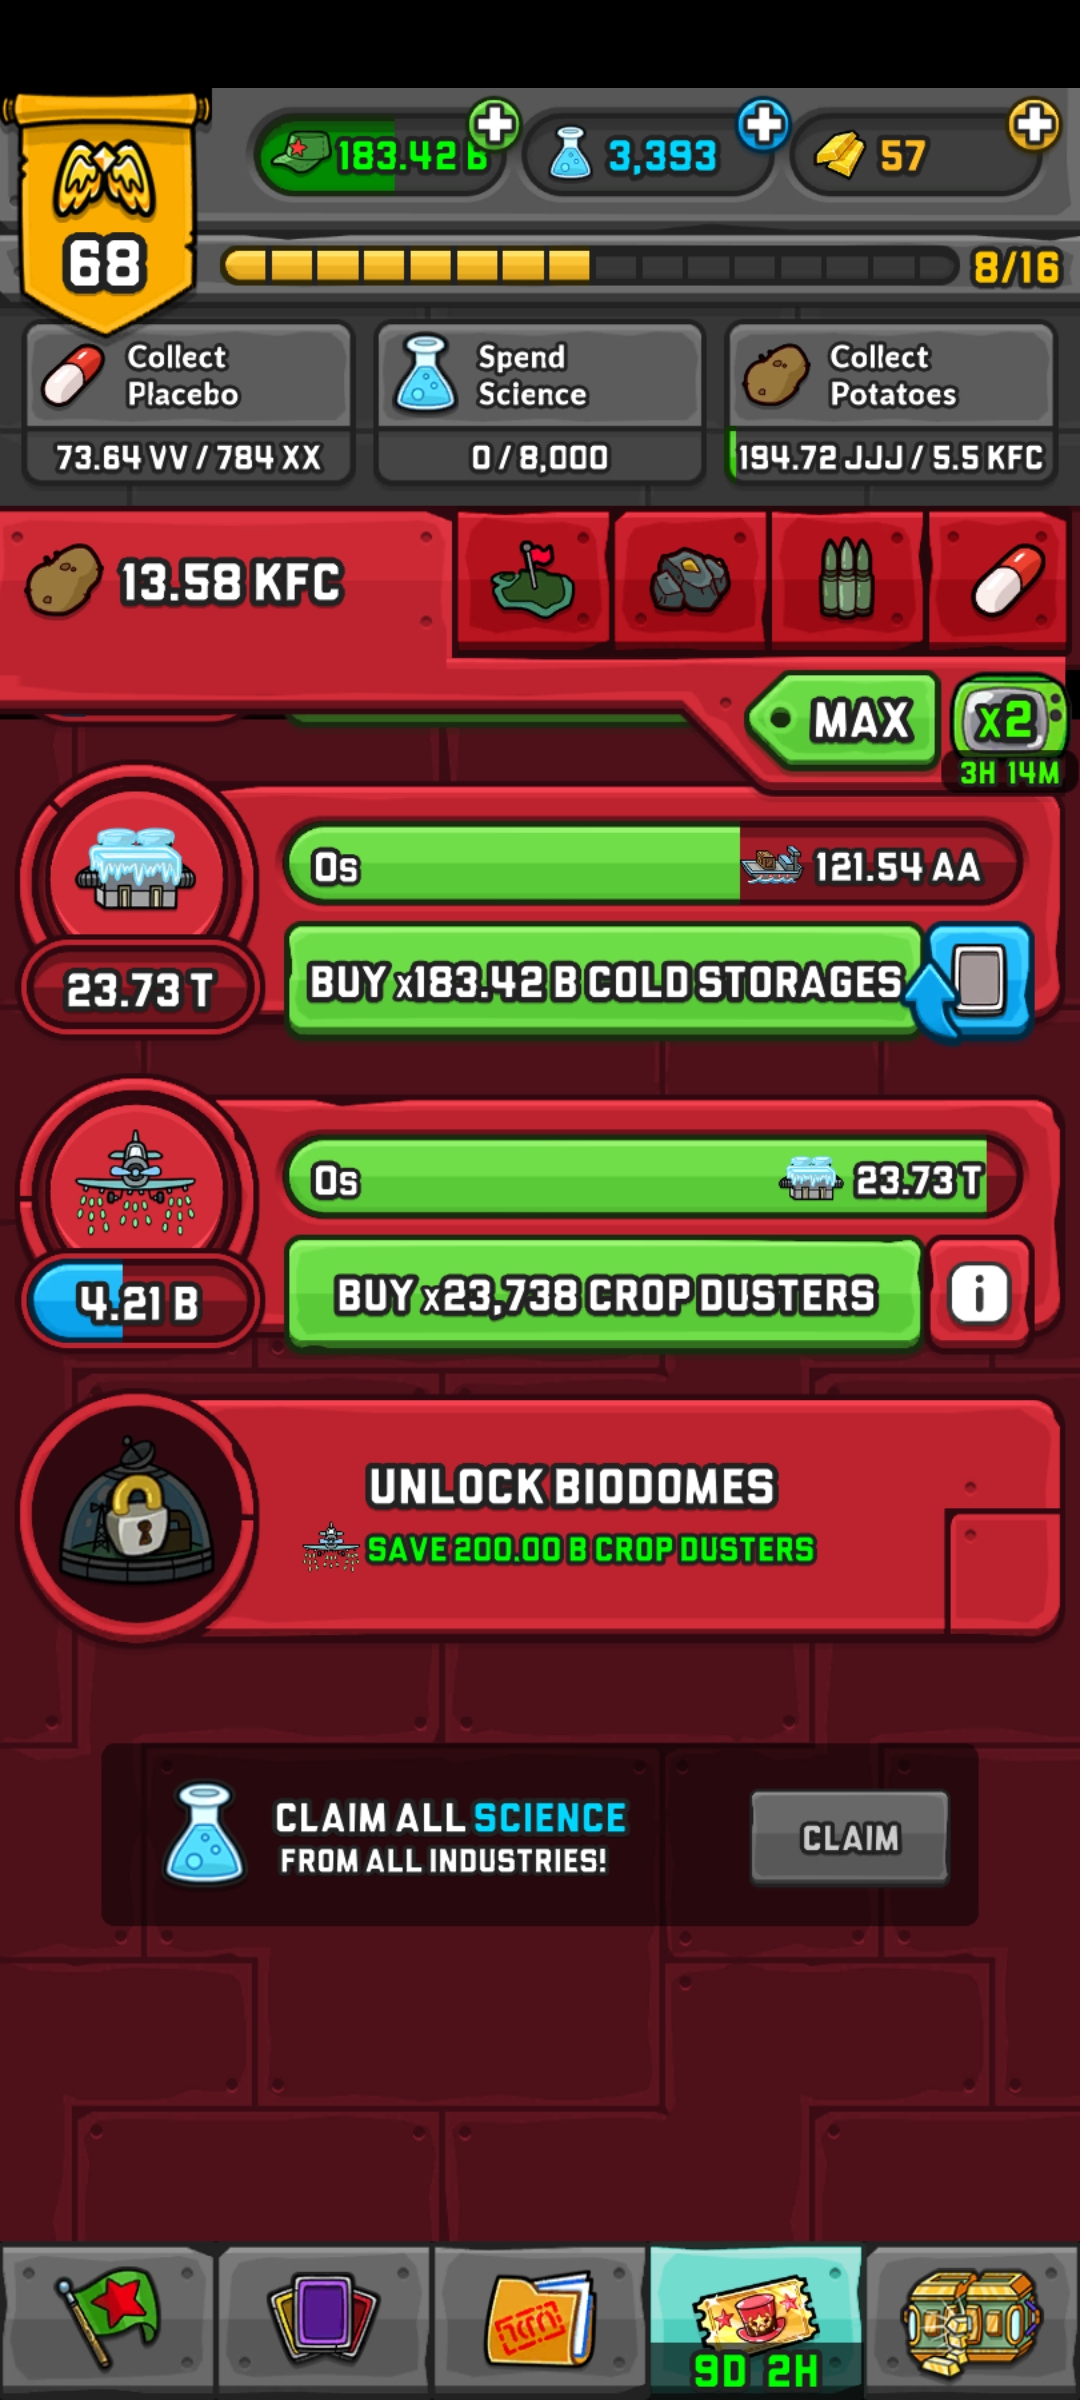 183.42 B
3,393
57
68
8/16
Collect
Placebo
73.64 VV / 784 XX
Spend
Science
0 / 8,000
Collect
Potatoes
194.72 JJJ / 5.5 KFC
13.58 KFC
MAX
x2
3H 14M
0s
121.54 AA
23.73 T
BUY x183.42 B COLD STORAGES
0s
23.73 T
4.21 B
BUY x23,738 CROP DUSTERS
i
UNLOCK BIODOMES
SAVE 200.00 B CROP DUSTERS
CLAIM ALL SCIENCE
FROM ALL INDUSTRIES!
CLAIM
9D 2H